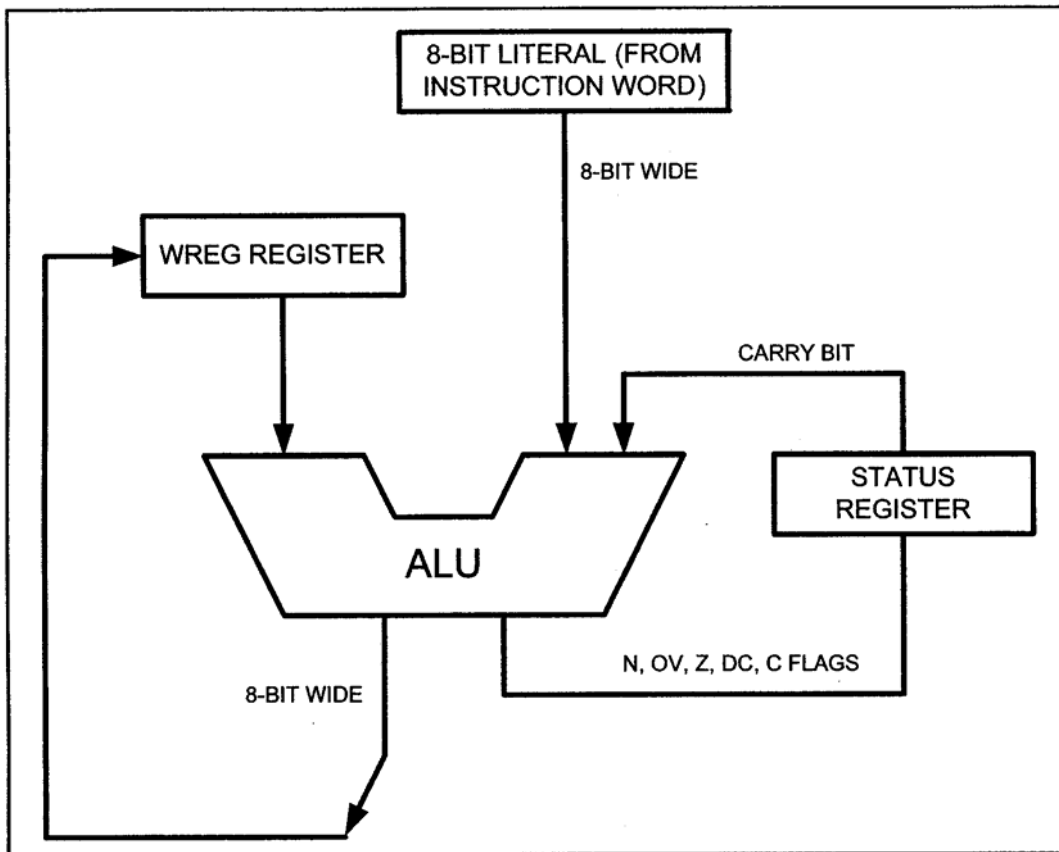 8-BIT LITERAL (FROM
INSTRUCTION WORD)
8-BIT WIDE
WREG REGISTER
CARRY BIT
STATUS
REGISTER
ALU
N, OV, Z, DC, C FLAGS
8-BIT WIDE